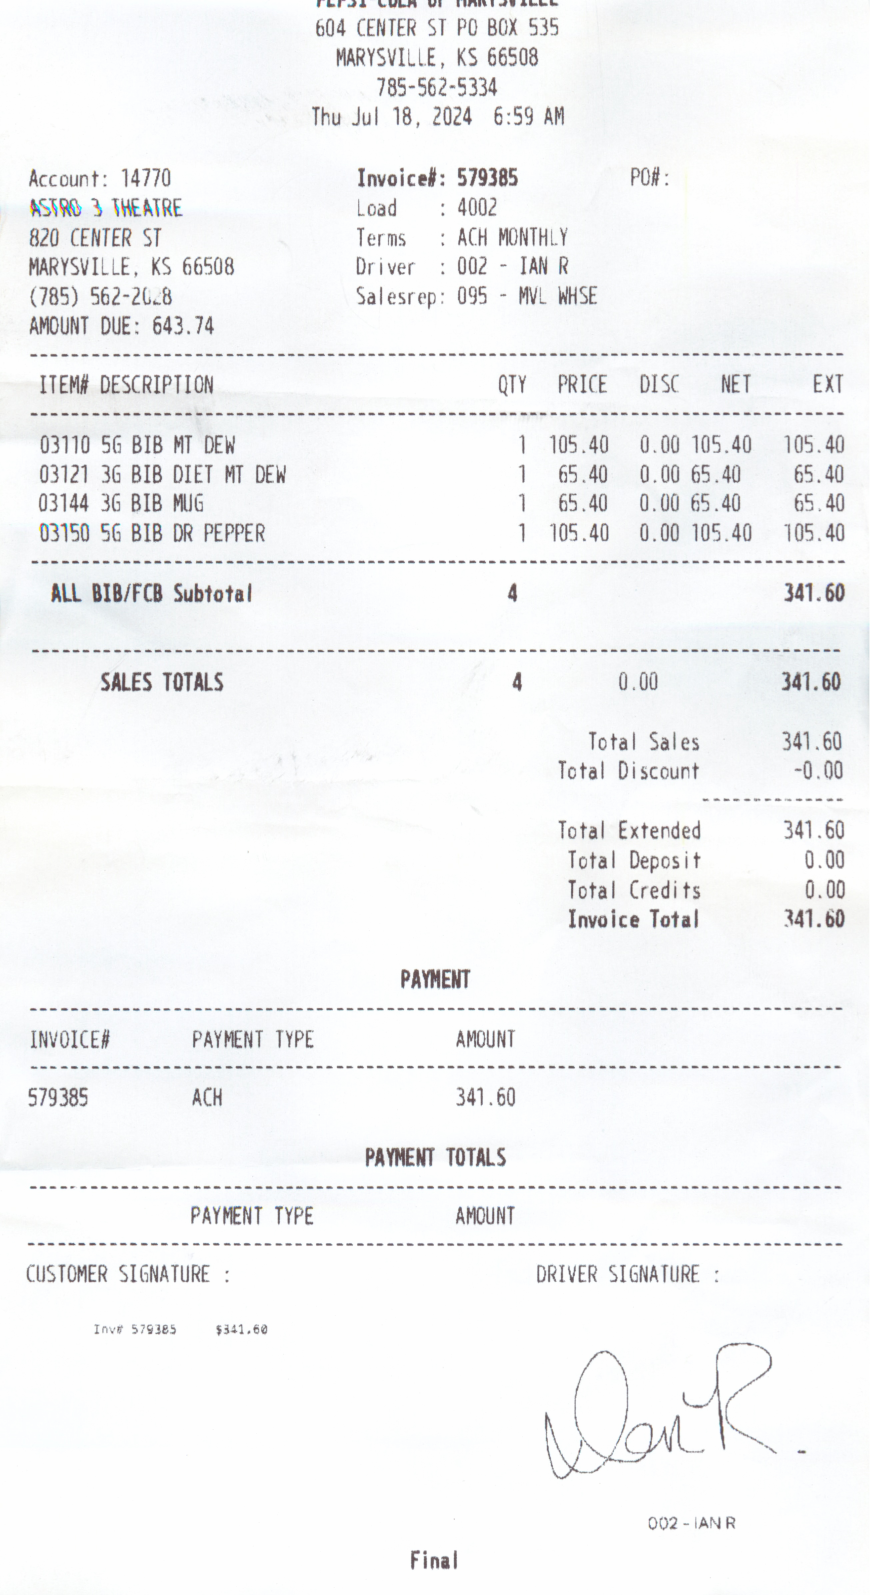 PEPSI-COLA OF MARYSVILLE
604 CENTER ST PO BOX 535
MARYSVILLE, KS 66508
785-562-5334
Thu Jul 18, 2024 6:59 AM
Account: 14770 Invoice#: 579385 PO#:
ASTRO 3 THEATRE Load : 4002
820 CENTER ST Terms : ACH MONTHLY
MARYSVILLE, KS 66508 Driver : 002 - IAN R
(785) 562-2028 Salesrep: 095 - MVL WHSE
AMOUNT DUE: 643.74
ITEM# DESCRIPTION QTY PRICE DISC NET EXT
03110 5G BIB MT DEW 1 105.40 0.00 105.40 105.40
03121 3G BIB DIET MT DEW 1 65.40 0.00 65.40 65.40
03144 3G BIB MUG 1 65.40 0.00 65.40 65.40
03150 5G BIB DR PEPPER 1 105.40 0.00 105.40 105.40
ALL BIB/FCB Subtotal 4 341.60
SALES TOTALS 4 0.00 341.60
Total Sales 341.60
Total Discount -0.00
Total Extended 341.60
Total Deposit 0.00
Total Credits 0.00
Invoice Total 341.60
PAYMENT
INVOICE# PAYMENT TYPE AMOUNT
579385 ACH 341.60
PAYMENT TOTALS
PAYMENT TYPE AMOUNT
CUSTOMER SIGNATURE : DRIVER SIGNATURE :
Inv# 579385 $341.60
Ian R.
002 - IAN R
Final